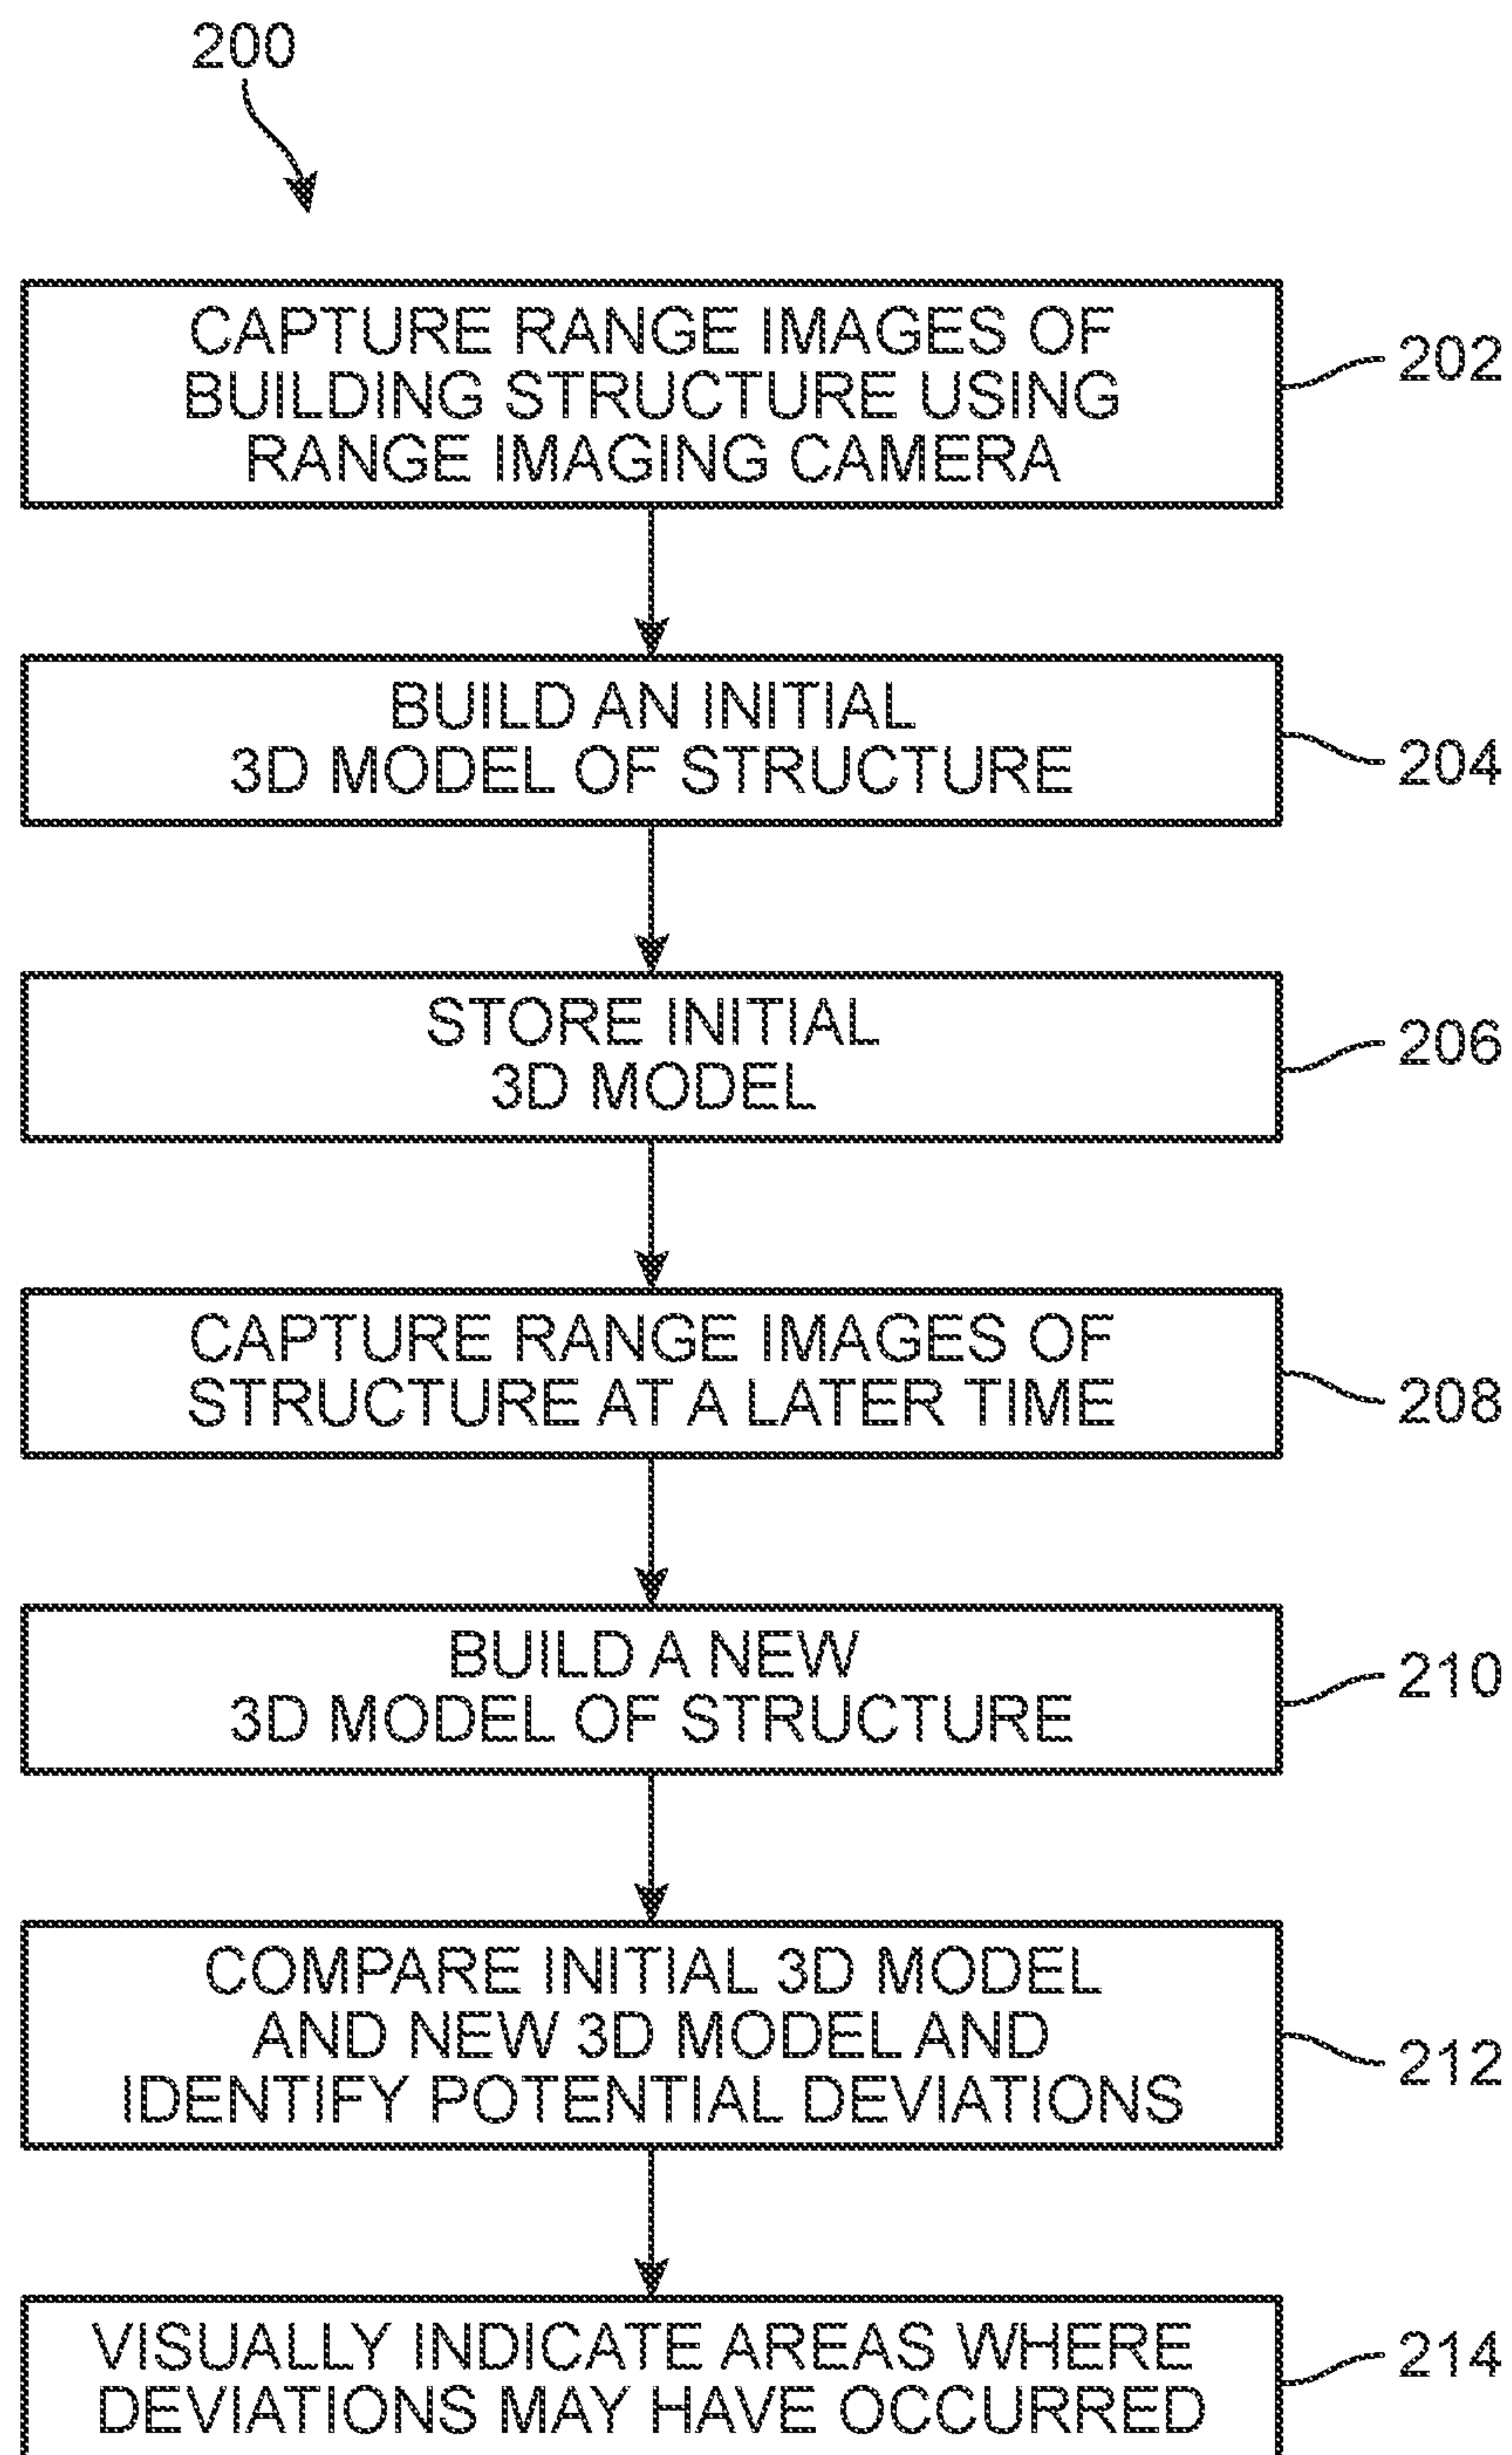 200
CAPTURE RANGE IMAGES OF
BUILDING STRUCTURE USING
RANGE IMAGING CAMERA
202
BUILD AN INITIAL
3D MODEL OF STRUCTURE
204
STORE INITIAL
3D MODEL
206
CAPTURE RANGE IMAGES OF
STRUCTURE AT A LATER TIME
208
BUILD A NEW
3D MODEL OF STRUCTURE
210
COMPARE INITIAL 3D MODEL
AND NEW 3D MODEL AND
IDENTIFY POTENTIAL DEVIATIONS
212
VISUALLY INDICATE AREAS WHERE
DEVIATIONS MAY HAVE OCCURRED
214